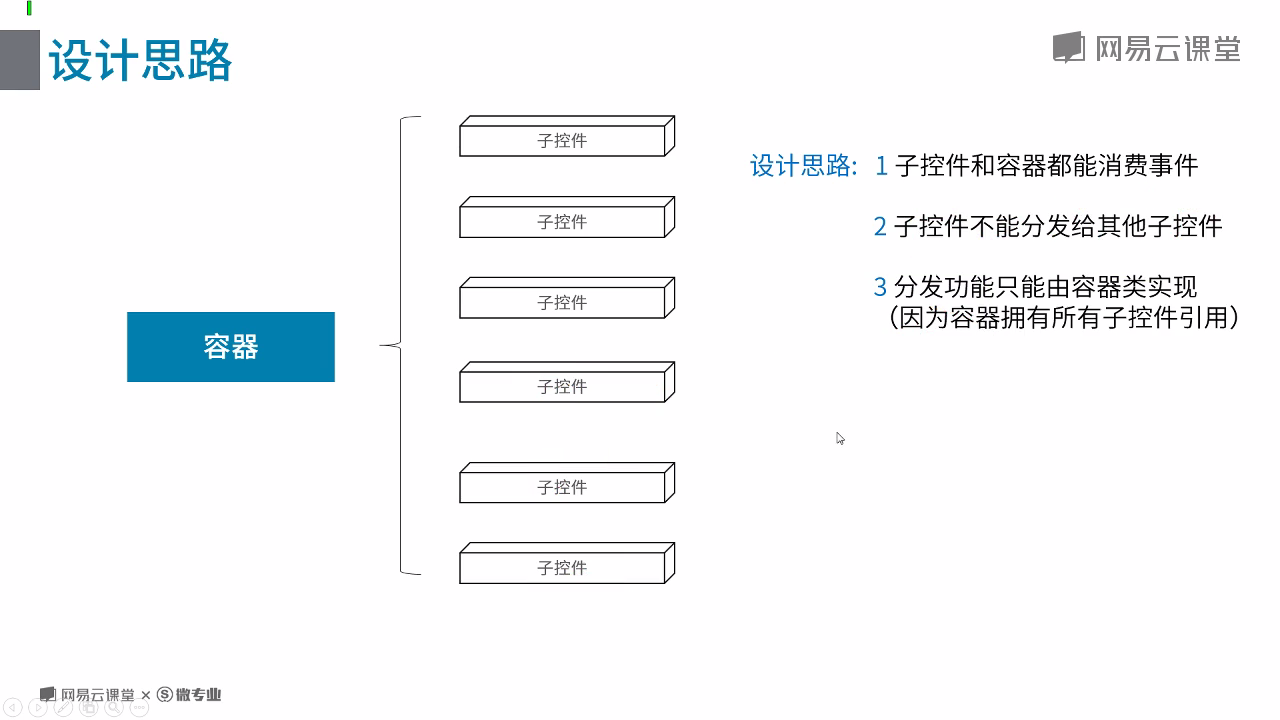 设计思路
网易云课堂
子控件
子控件
子控件
子控件
子控件
子控件
容器
设计思路: 1 子控件和容器都能消费事件
2 子控件不能分发给其他子控件
3 分发功能只能由容器类实现
（因为容器拥有所有子控件引用）
网易云课堂 × S 微专业